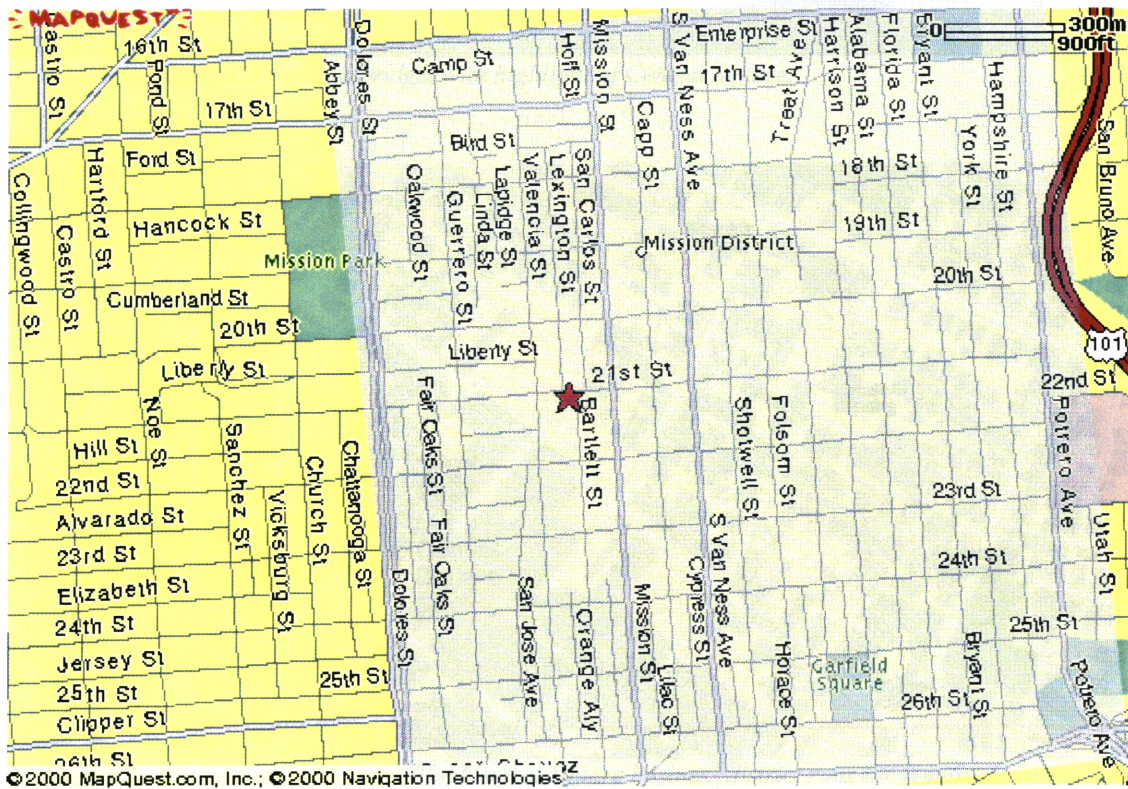 MAPQUEST
Castro St
16th St
Pond St
Dolores St
Abbey St
Camp St
Hoff St
Mission St
S Van Ness Ave
Enterprise St
17th St
Treat Ave
Harrison St
Alabama St
Florida St
Bryant St
0
300m
900ft
Hampshire St
York St
San Bruno Ave
17th St
Bird St
Capp St
18th St
Ford St
Hartford St
Collingwood St
Castro St
Hancock St
Oakwood St
Guerrero St
Linda St
Lapidge St
Valencia St
Lexington St
San Carlos St
19th St
Mission District
Mission Park
20th St
Cumberland St
20th St
Liberty St
Liberty St
21st St
101
22nd St
Noe St
Hill St
22nd St
Sanchez St
Church St
Chattanooga St
Vicksburg St
Fair Oaks St
Bartlett St
Shotwell St
Folsom St
Potrero Ave
23rd St
Alvarado St
23rd St
Fair Oaks St
S Van Ness Ave
Cypress St
24th St
Utah St
Elizabeth St
24th St
Dolores St
San Jose Ave
Orange Aly
Mission St
Lilac St
Horace St
25th St
Bryant St
Potrero Ave
Jersey St
25th St
25th St
Garfield
Square
26th St
Clipper St
26th St
©2000 MapQuest.com, Inc.; ©2000 Navigation Technologies